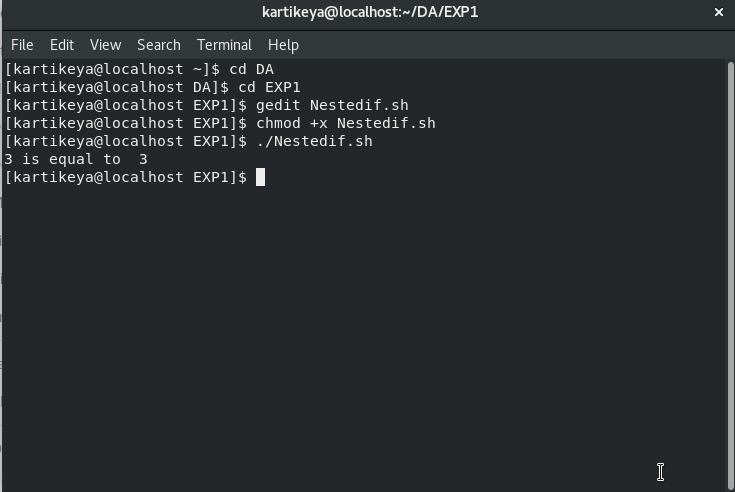 kartikeya@localhost:~/DA/EXP1
File Edit View Search Terminal Help
[kartikeya@localhost ~]$ cd DA
[kartikeya@localhost DA]$ cd EXP1
[kartikeya@localhost EXP1]$ gedit Nestedif.sh
[kartikeya@localhost EXP1]$ chmod +x Nestedif.sh
[kartikeya@localhost EXP1]$ ./Nestedif.sh
3 is equal to  3
[kartikeya@localhost EXP1]$